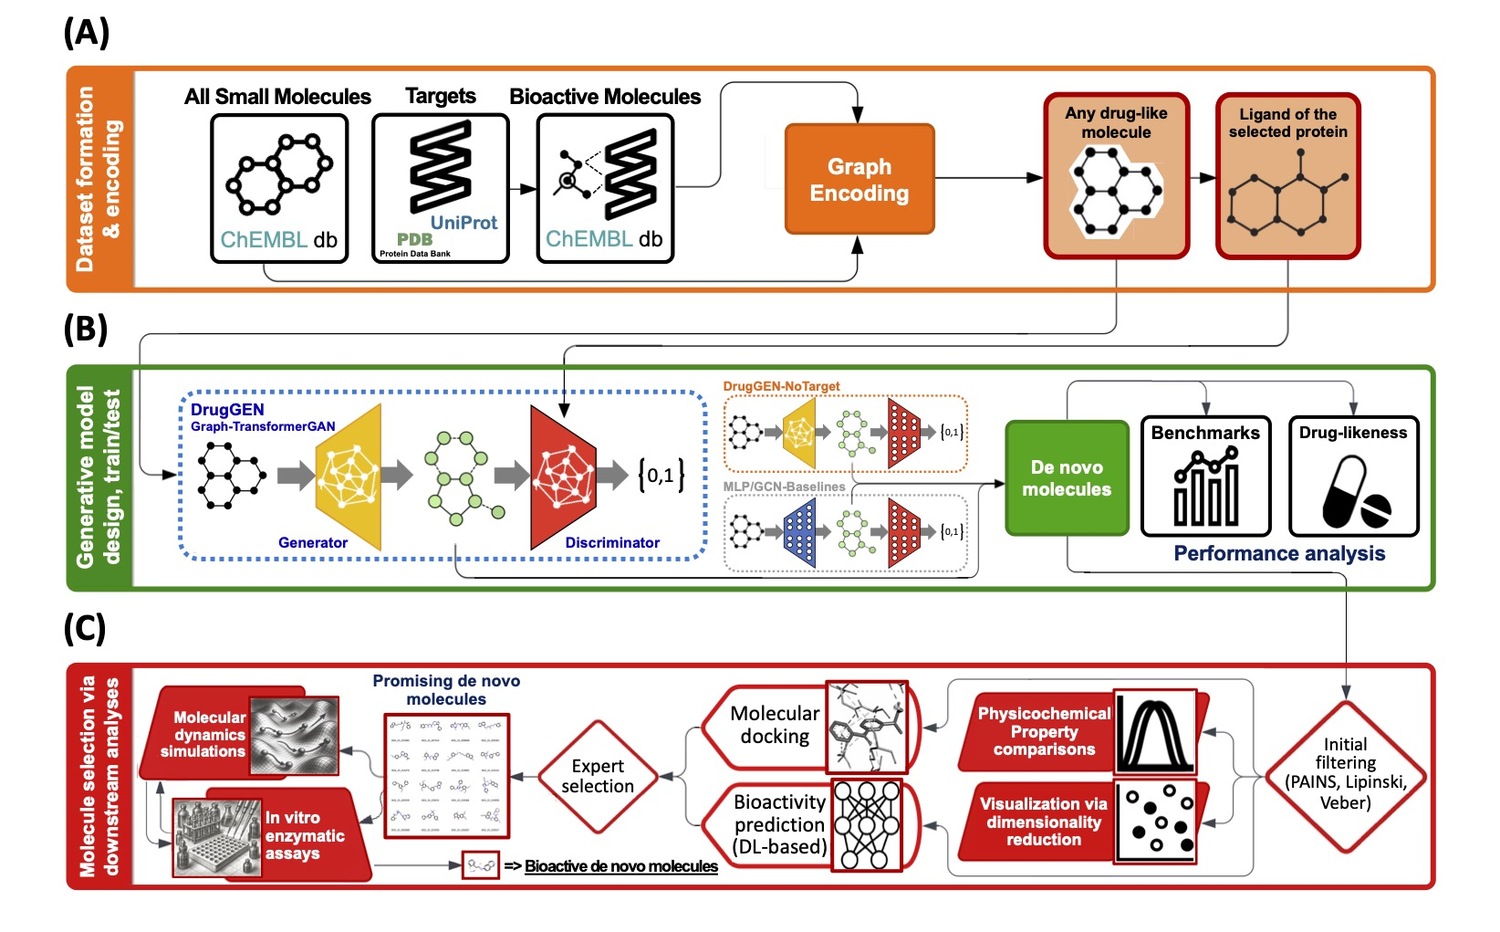 (A)
Dataset formation
& encoding
All Small Molecules
Targets
Bioactive Molecules
ChEMBL db
UniProt
PDB
Protein Data Bank
ChEMBL db
Graph
Encoding
Any drug-like
molecule
Ligand of the
selected protein
(B)
Generative model
design, train/test
DrugGEN
Graph-TransformerGAN
Generator
Discriminator
{0,1}
DrugGEN-NoTarget
{0,1}
MLP/GCN-Baselines
{0,1}
De novo
molecules
Benchmarks
Drug-likeness
Performance analysis
(C)
Molecule selection via
downstream analyses
Molecular
dynamics
simulations
In vitro
enzymatic
assays
Promising de novo
molecules
=> Bioactive de novo molecules
Expert
selection
Molecular
docking
Bioactivity
prediction
(DL-based)
Physicochemical
Property
comparisons
Visualization via
dimensionality
reduction
Initial
filtering
(PAINS, Lipinski,
Veber)